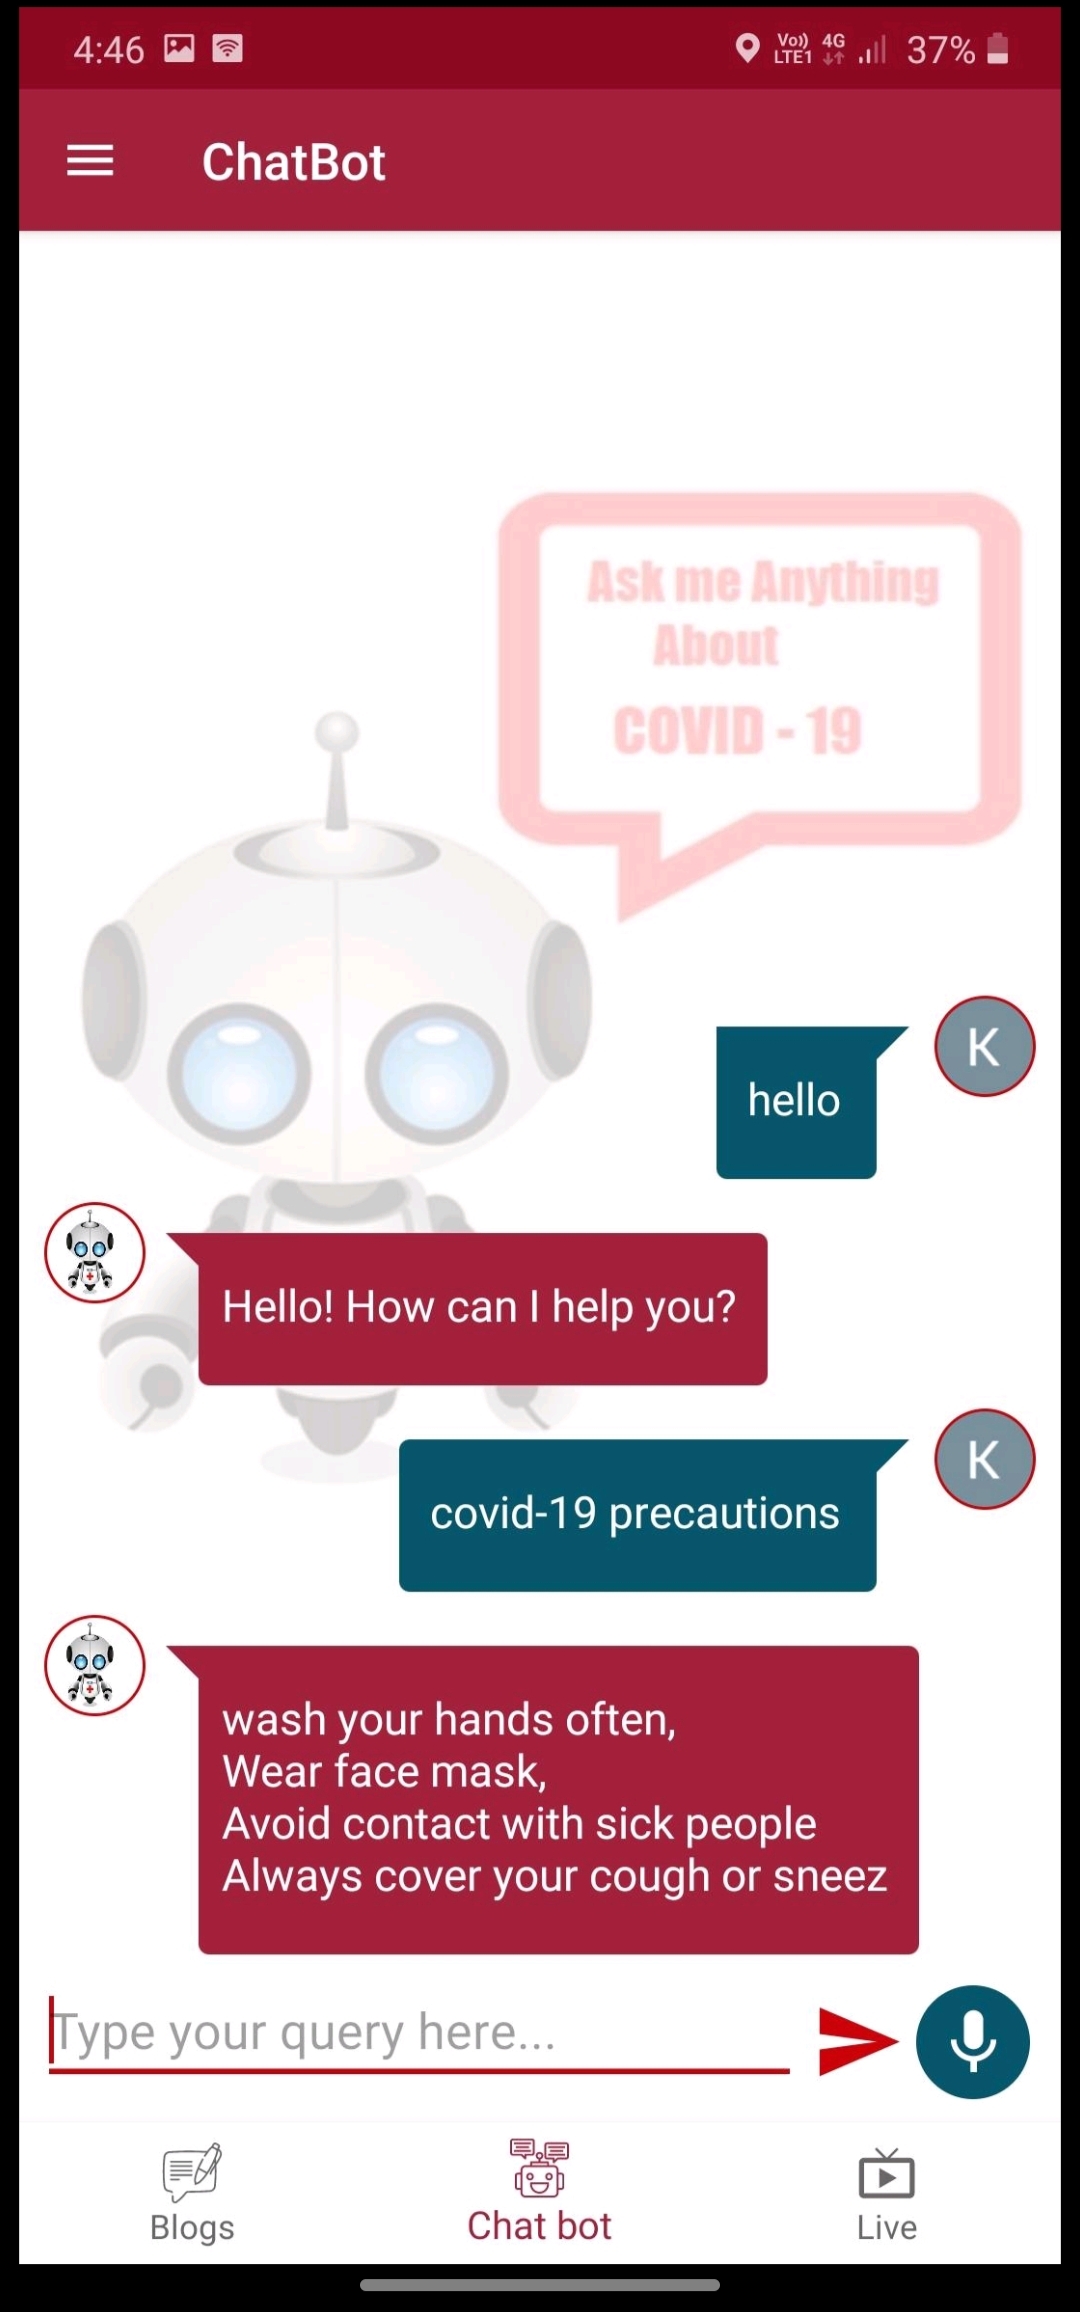 4:46
Vo)) LTE1 4G 37%
ChatBot
Ask me Anything
About
COVID - 19
K
hello
Hello! How can I help you?
K
covid-19 precautions
wash your hands often,
Wear face mask,
Avoid contact with sick people
Always cover your cough or sneez
Type your query here...
Blogs
Chat bot
Live